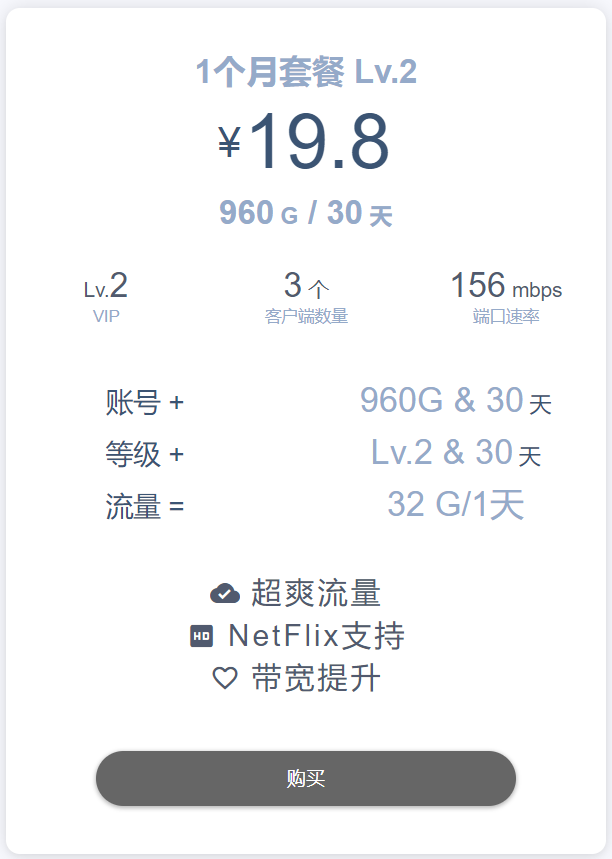 1个月套餐 Lv.2
¥19.8
960 G / 30 天
Lv.2 3 个 156 mbps
VIP 客户端数量 端口速率
账号 + 960G & 30 天
等级 + Lv.2 & 30 天
流量 = 32 G/1天
超爽流量
HD NetFlix支持
带宽提升
购买